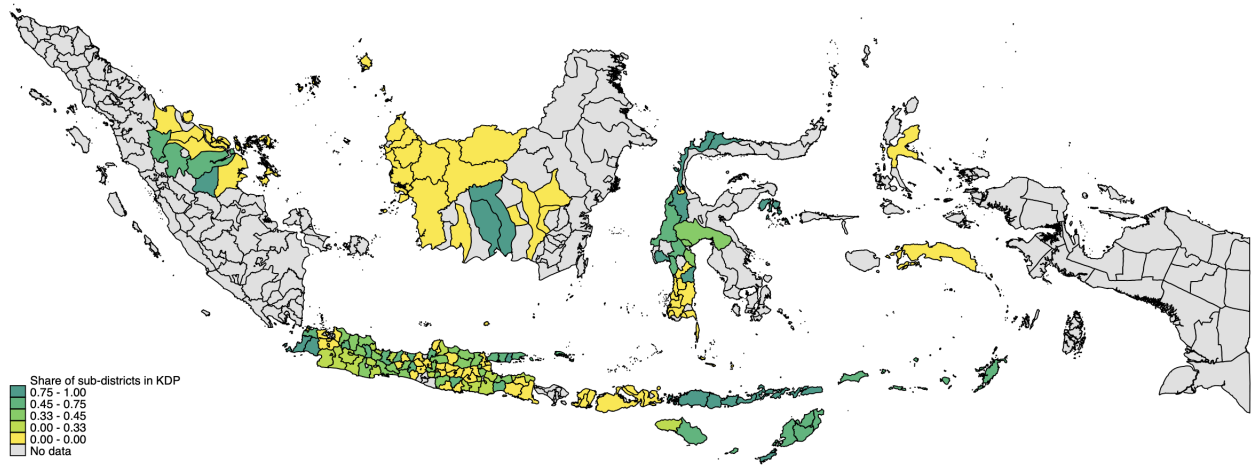 Share of sub-districts in KDP
0.75 - 1.00
0.45 - 0.75
0.33 - 0.45
0.00 - 0.33
0.00 - 0.00
No data